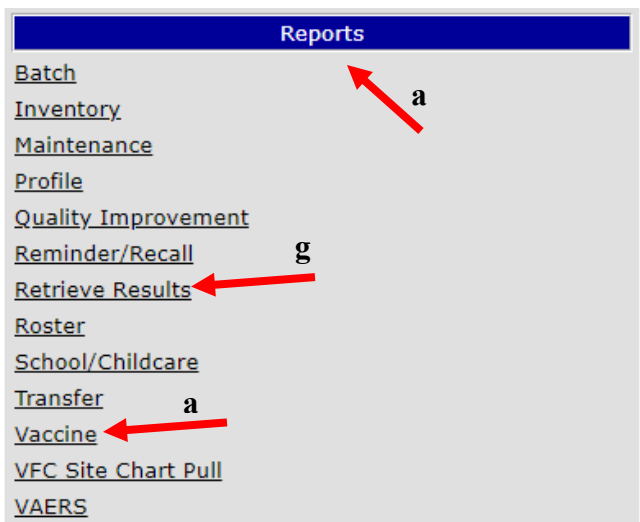 Reports
Batch
a
Inventory
Maintenance
Profile
Quality Improvement
Reminder/Recall
g
Retrieve Results
Roster
School/Childcare
Transfer
a
Vaccine
VFC Site Chart Pull
VAERS